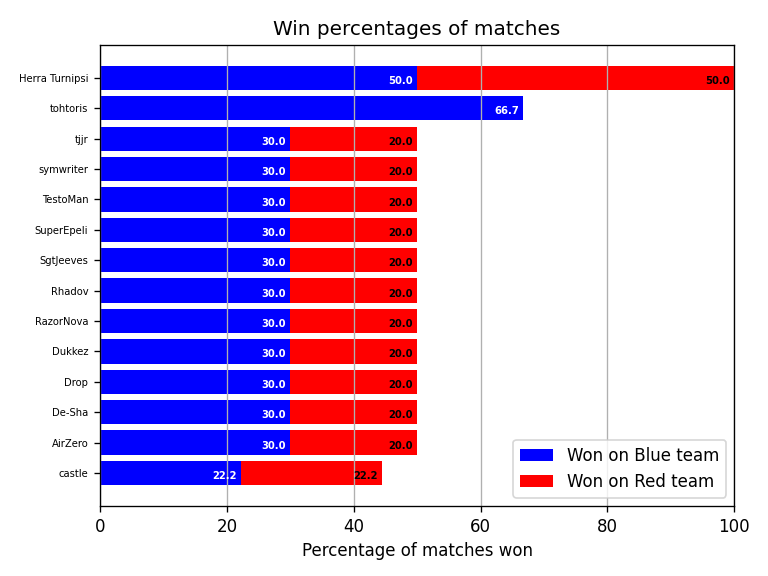 Win percentages of matches
Herra Turnipsi 50.0 50.0
tohtoris 66.7
tjjr 30.0 20.0
symwriter 30.0 20.0
TestoMan 30.0 20.0
SuperEpeli 30.0 20.0
SgtJeeves 30.0 20.0
Rhadov 30.0 20.0
RazorNova 30.0 20.0
Dukkez 30.0 20.0
Drop 30.0 20.0
De-Sha 30.0 20.0
AirZero 30.0 20.0
castle 22.2 22.2
Won on Blue team
Won on Red team
0 20 40 60 80 100
Percentage of matches won